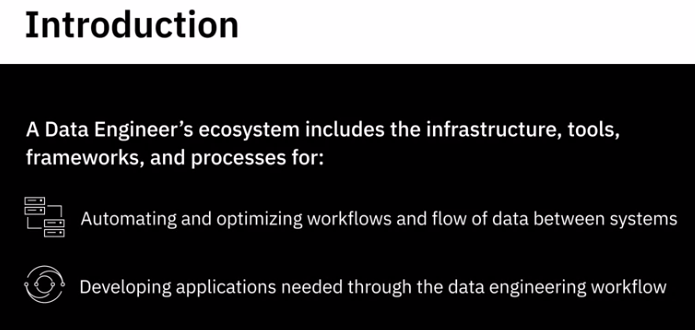 Introduction
A Data Engineer's ecosystem includes the infrastructure, tools,
frameworks, and processes for:
Automating and optimizing workflows and flow of data between systems
Developing applications needed through the data engineering workflow